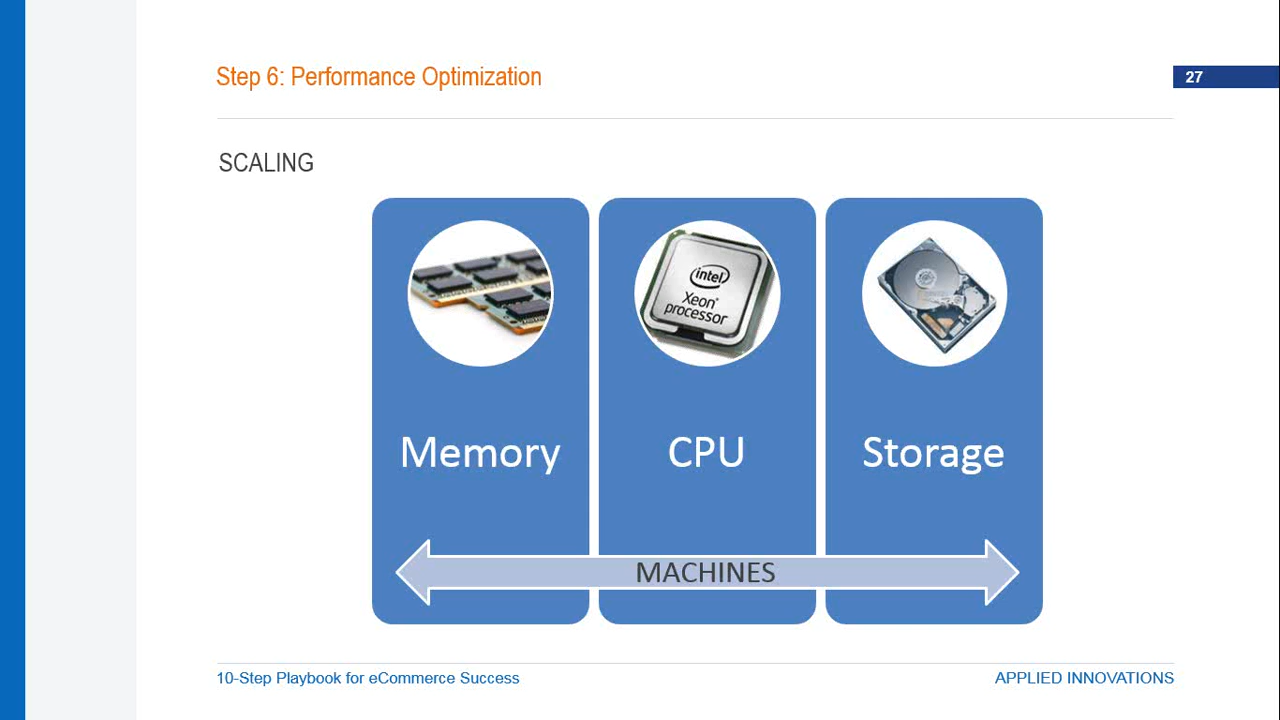 Step 6: Performance Optimization
27
SCALING
intel
Xeon®
processor
Memory
CPU
Storage
MACHINES
10-Step Playbook for eCommerce Success
APPLIED INNOVATIONS